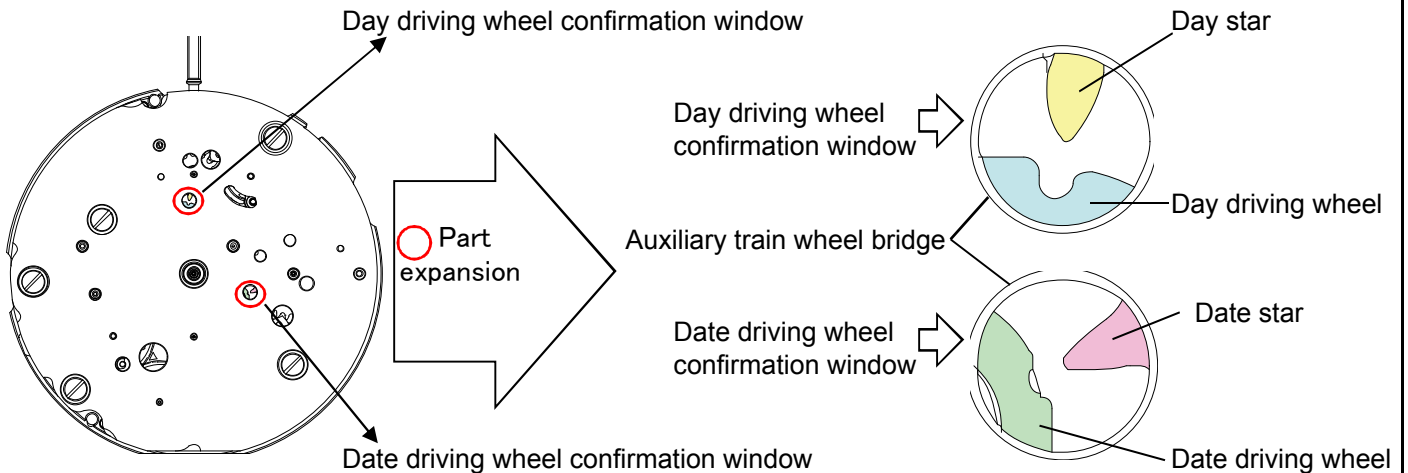 Day driving wheel confirmation window
Day star
Day driving wheel
confirmation window
Day driving wheel
Part
expansion
Auxiliary train wheel bridge
Date driving wheel
confirmation window
Date star
Date driving wheel confirmation window
Date driving wheel